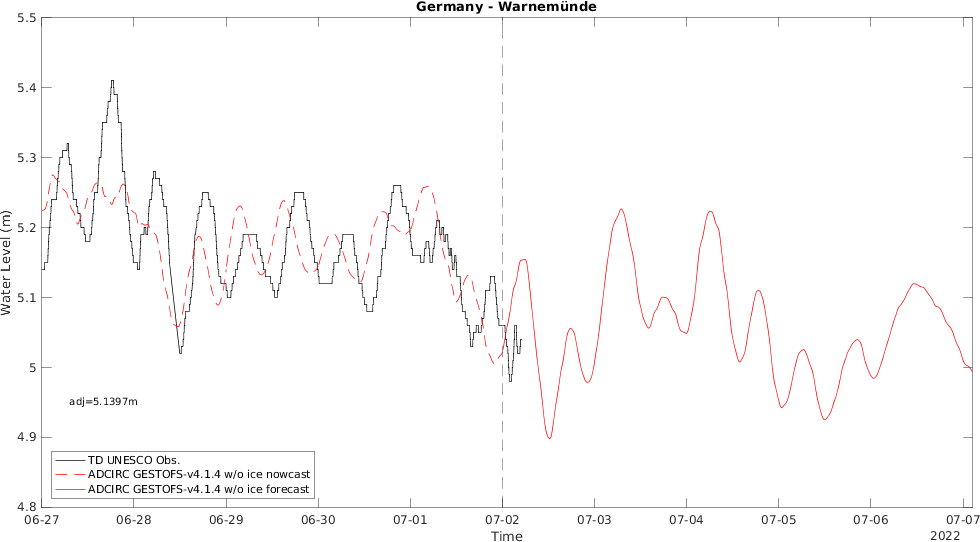 Germany - Warnemünde
5.5
5.4
5.3
5.2
5.1
5
4.9
4.8
Water Level (m)
adj=5.1397m
TD UNESCO Obs.
ADCIRC GESTOFS-v4.1.4 w/o ice nowcast
ADCIRC GESTOFS-v4.1.4 w/o ice forecast
06-27 06-28 06-29 06-30 07-01 07-02 07-03 07-04 07-05 07-06 07-07
Time
2022